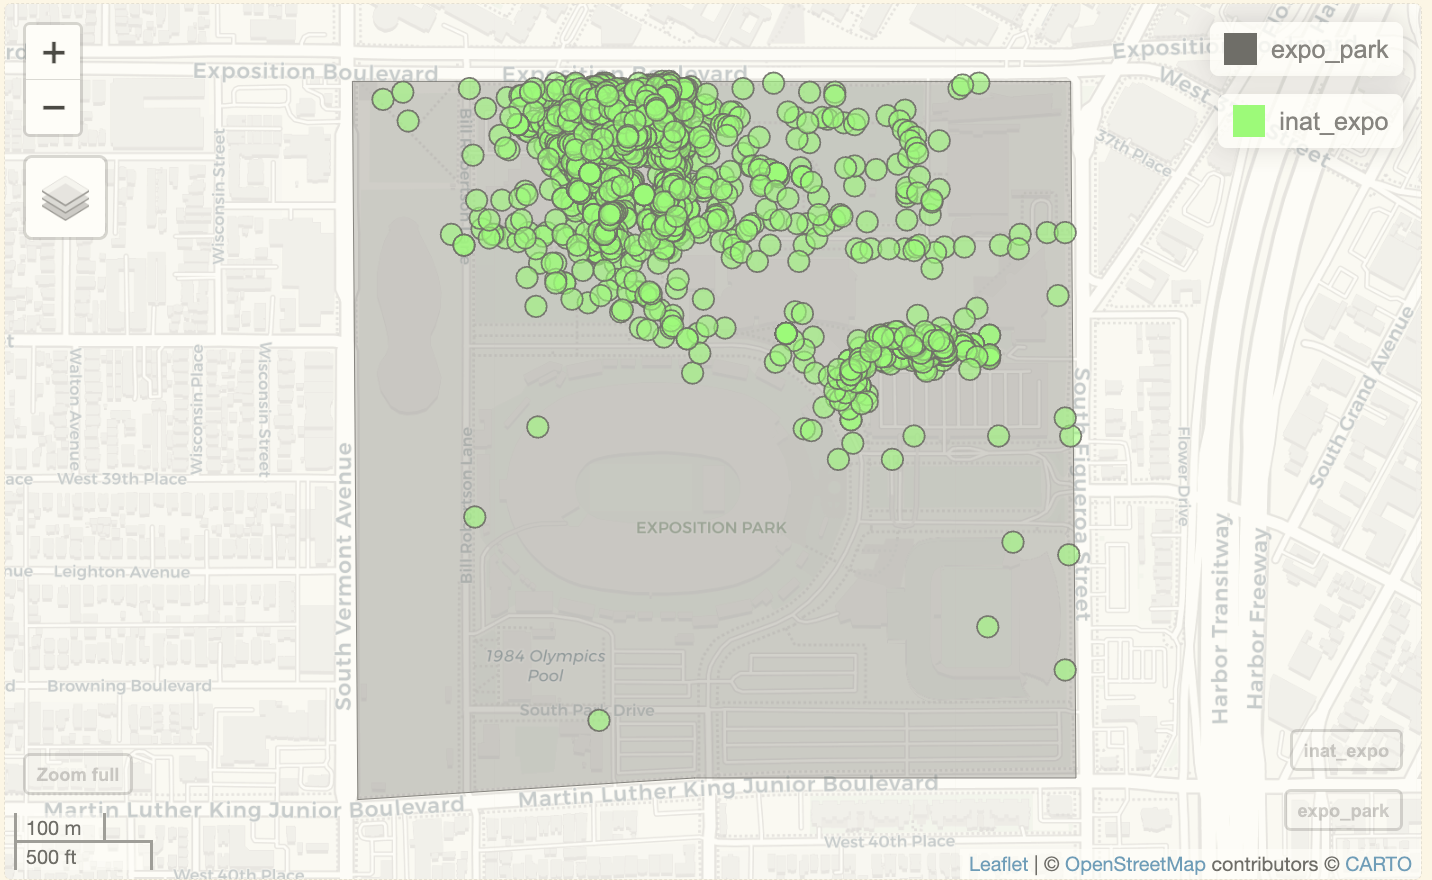 +
−
expo_park
inat_expo
Exposition Boulevard
Exposition Boulevard
Expositio
West
Street
37th Place
Wisconsin Street
Bill Robertson Lane
Walton Avenue
Wisconsin Place
Wisconsin Street
South Vermont Avenue
West 39th Place
Leighton Avenue
Browning Boulevard
EXPOSITION PARK
1984 Olympics
Pool
South Park Drive
South Figueroa Street
Flower Drive
South Grand Avenue
Harbor Transitway
Harbor Freeway
Zoom full
inat_expo
expo_park
Martin Luther King Junior Boulevard
Martin Luther King Junior Boulevard
West 40th Place
West 40th Place
100 m
500 ft
Leaflet | © OpenStreetMap contributors © CARTO